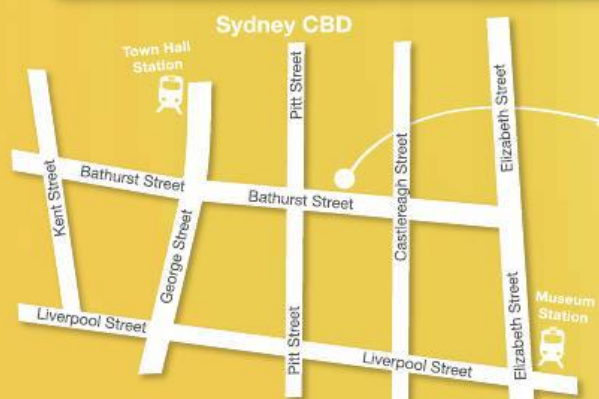 Sydney CBD
Town Hall
Station
Pitt Street
Elizabeth Street
Castlereagh Street
Kent Street
Bathurst Street
Bathurst Street
George Street
Liverpool Street
Pitt Street
Elizabeth Street
Museum
Station
Liverpool Street